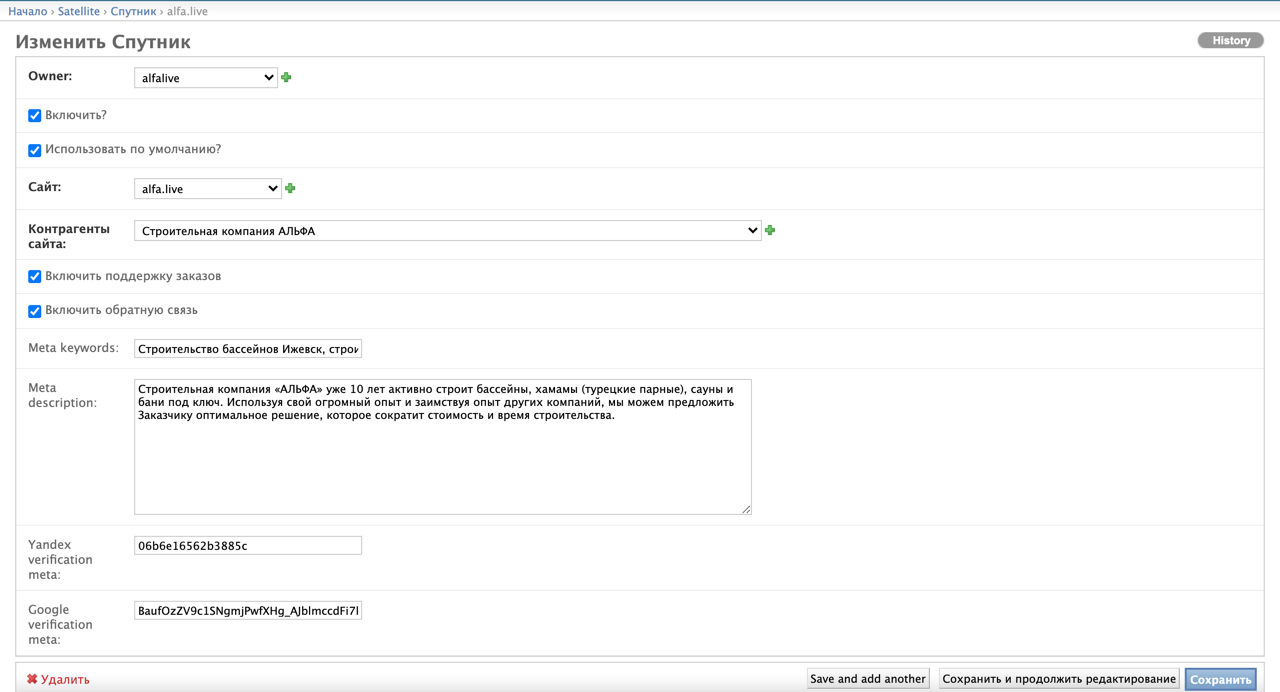 Начало › Satellite › Спутник › alfa.live
Изменить Спутник
History
Owner:
alfalive
Включить?
Использовать по умолчанию?
Сайт:
alfa.live
Контрагенты
сайта:
Строительная компания АЛЬФА
Включить поддержку заказов
Включить обратную связь
Meta keywords:
Строительство бассейнов Ижевск, строи
Meta
description:
Строительная компания «АЛЬФА» уже 10 лет активно строит бассейны, хамамы (турецкие парные), сауны и
бани под ключ. Используя свой огромный опыт и заимствуя опыт других компаний, мы можем предложить
Заказчику оптимальное решение, которое сократит стоимость и время строительства.
Yandex
verification
meta:
06b6e16562b3885c
Google
verification
meta:
BaufOzZV9c1SNgmjPwfXHg_AJblmccdFi7l
Удалить
Save and add another
Сохранить и продолжить редактирование
Сохранить